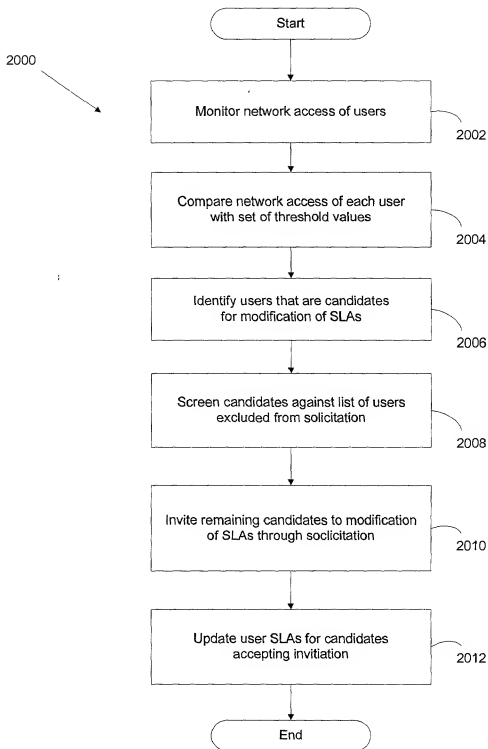 Start
2000
Monitor network access of users
2002
Compare network access of each user
with set of threshold values
2004
Identify users that are candidates
for modification of SLAs
2006
Screen candidates against list of users
excluded from solicitation
2008
Invite remaining candidates to modification
of SLAs through soclicitation
2010
Update user SLAs for candidates
accepting invitiation
2012
End